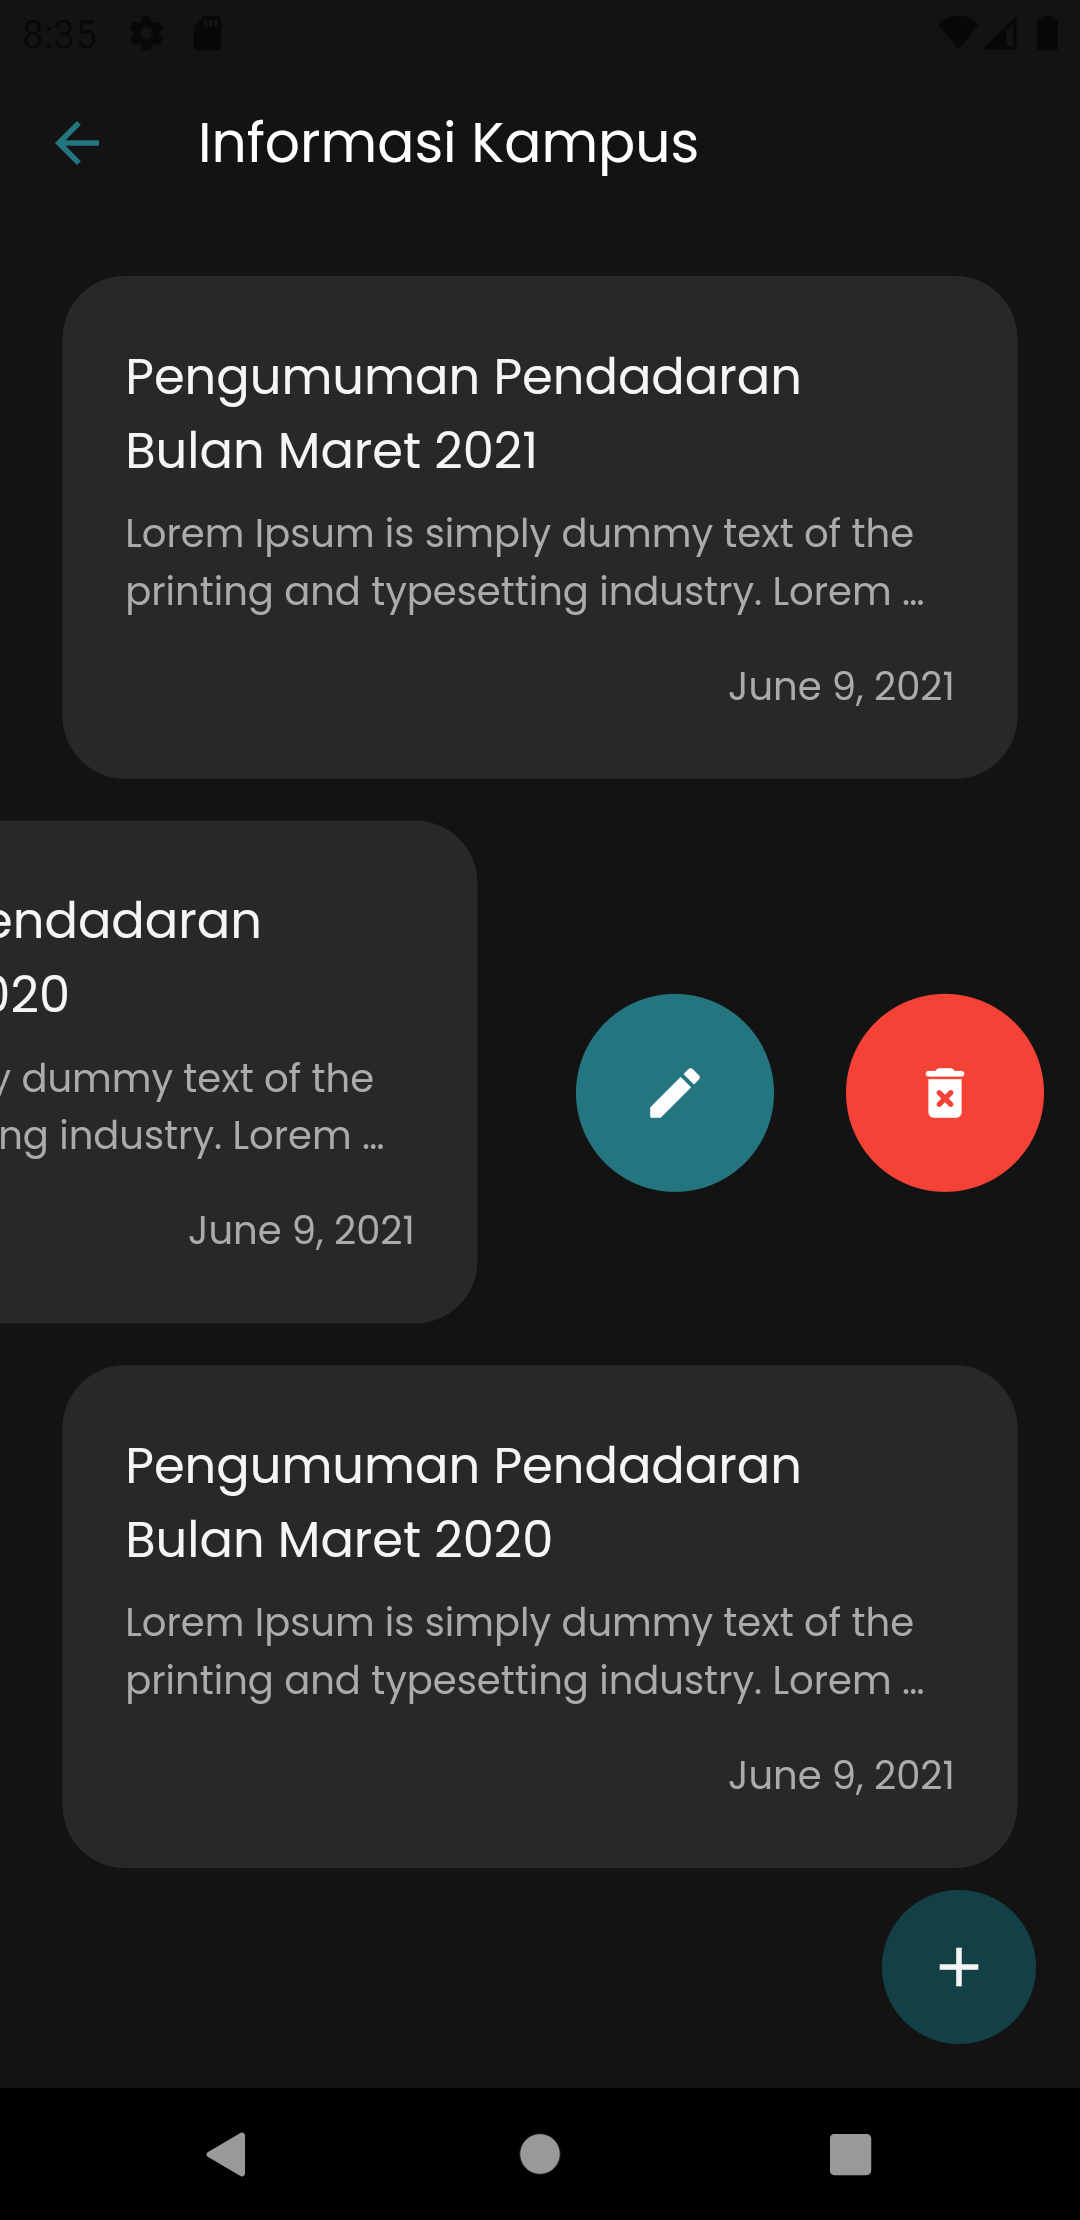 8:35
Informasi Kampus
Pengumuman Pendadaran
Bulan Maret 2021
Lorem Ipsum is simply dummy text of the
printing and typesetting industry. Lorem ...
June 9, 2021
endadaran
020
y dummy text of the
ng industry. Lorem ...
June 9, 2021
Pengumuman Pendadaran
Bulan Maret 2020
Lorem Ipsum is simply dummy text of the
printing and typesetting industry. Lorem ...
June 9, 2021